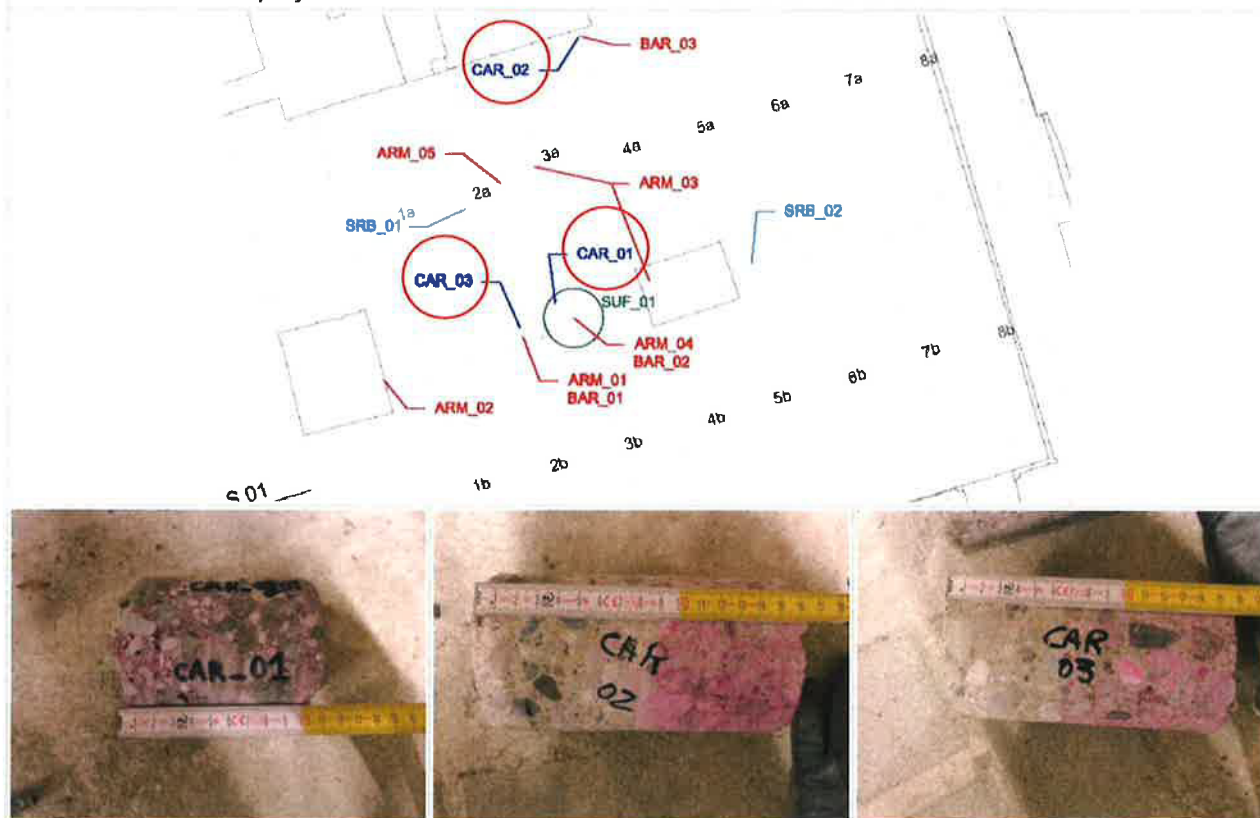 BAR_03
CAR_02
8a
7a
6a
5a
4a
3a
ARM_05
ARM_03
2a
1a
SRB_01
SRB_02
CAR_01
CAR_03
SUF_01
ARM_04
BAR_02
ARM_01
BAR_01
ARM_02
8b
7b
6b
5b
4b
3b
2b
1b
S 01
CAR_01
CAR
02
CAR
03